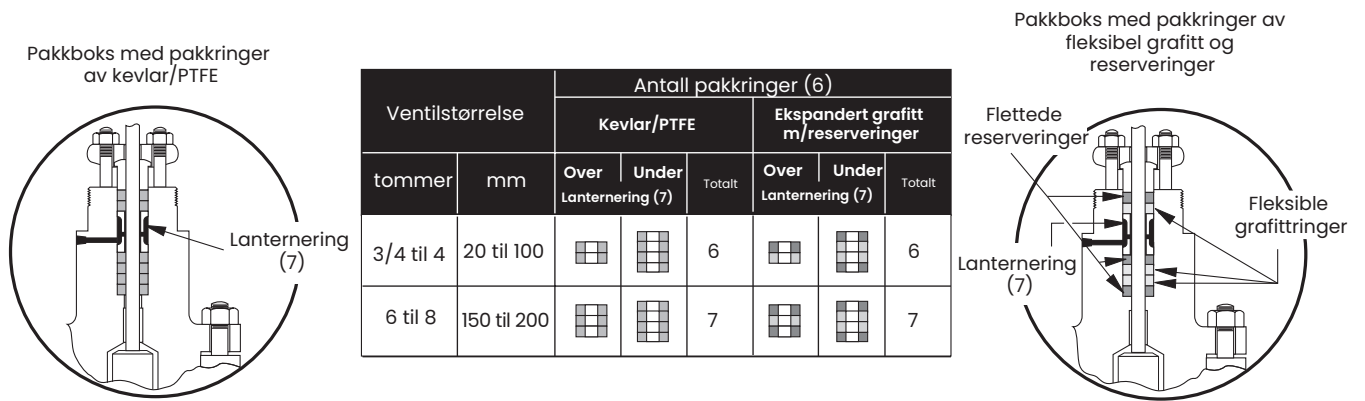 Pakkboks med pakkringer
av kevlar/PTFE
Lanternering
(7)
Ventilstørrelse
Antall pakkringer (6)
Kevlar/PTFE
Ekspandert grafitt
m/reserveringer
tommer
mm
Over
Under
Lanternering (7)
Totalt
Over
Under
Lanternering (7)
Totalt
3/4 til 4
20 til 100
6
6
6 til 8
150 til 200
7
7
Pakkboks med pakkringer av
fleksibel grafitt og
reserveringer
Flettede
reserveringer
Fleksible
grafittringer
Lanternering
(7)